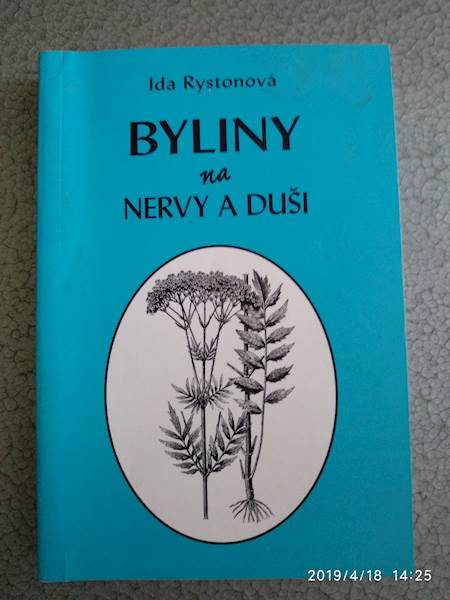 Ida Rystonová
BYLINY
na
NERVY A DUŠI
2019/4/18 14:25